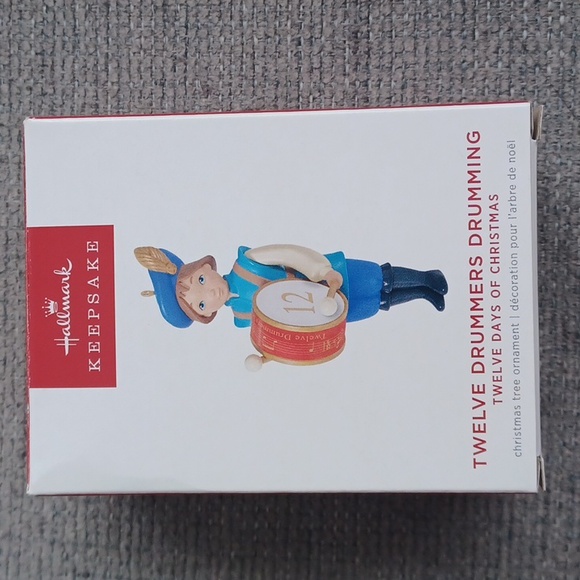 Hallmark
KEEPSAKE
12
Twelve Drummers
TWELVE DRUMMERS DRUMMING
TWELVE DAYS OF CHRISTMAS
christmas tree ornament | décoration pour l'arbre de noël